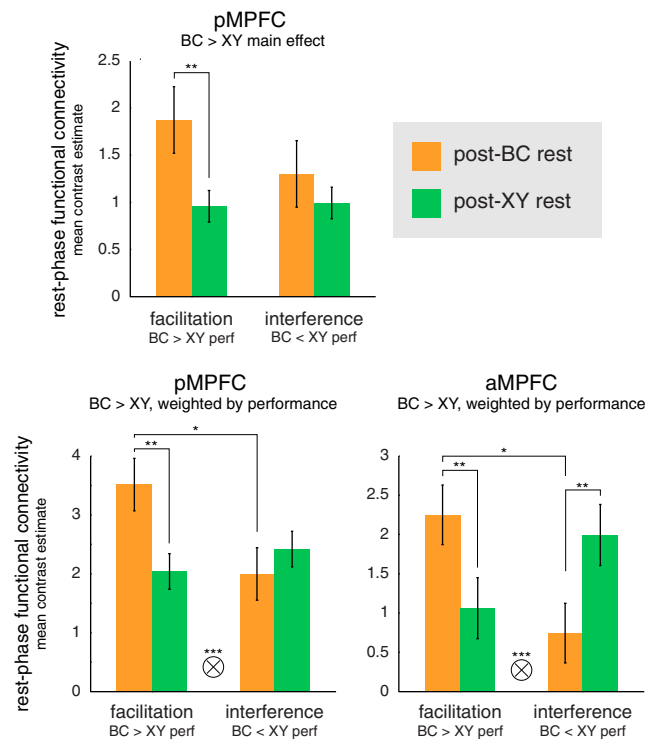 pMPFC
BC > XY main effect
rest-phase functional connectivity
mean contrast estimate
2.5
2
1.5
1
0.5
0
**
facilitation
BC > XY perf
interference
BC < XY perf
post-BC rest
post-XY rest
pMPFC
BC > XY, weighted by performance
rest-phase functional connectivity
mean contrast estimate
4
3
2
1
0
*
**
***
facilitation
BC > XY perf
interference
BC < XY perf
aMPFC
BC > XY, weighted by performance
3
2.5
2
1.5
1
0.5
0
*
**
**
***
facilitation
BC > XY perf
interference
BC < XY perf